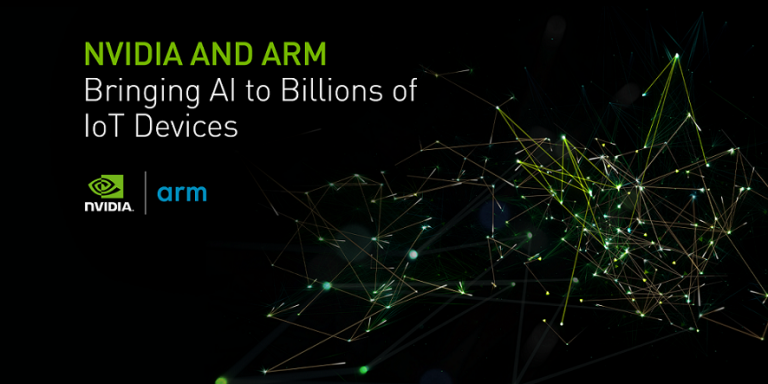 NVIDIA AND ARM
Bringing AI to Billions of
IoT Devices
NVIDIA. arm